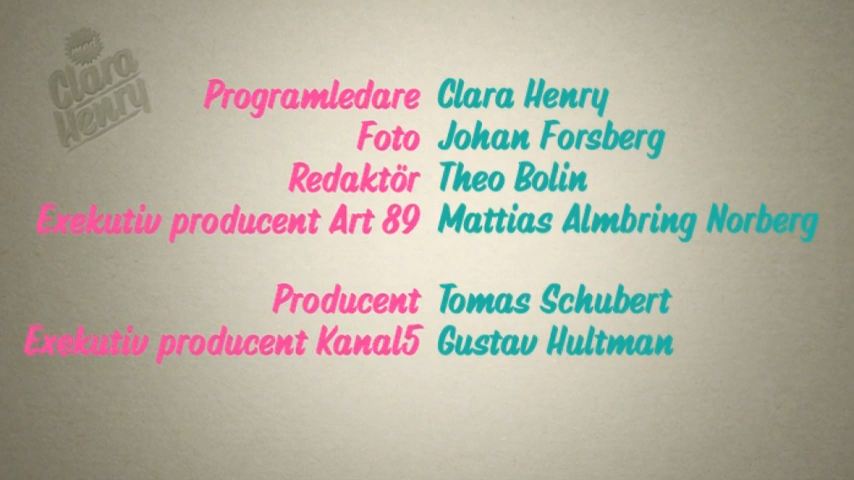 med
Clara
Henry
Programledare Clara Henry
Foto Johan Forsberg
Redaktör Theo Bolin
Exekutiv producent Art 89 Mattias Almbring Norberg
Producent Tomas Schubert
Exekutiv producent Kanal5 Gustav Hultman